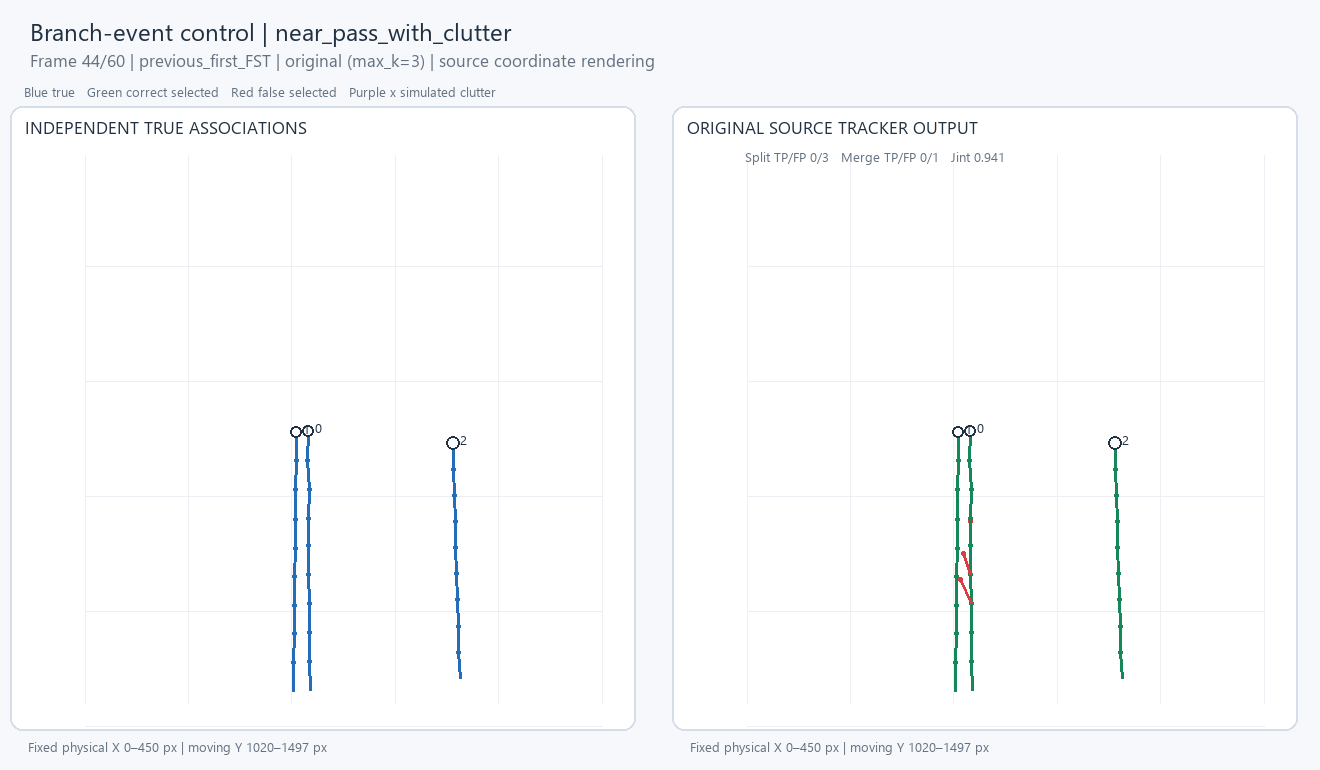 Branch-event control | near_pass_with_clutter
Frame 44/60 | previous_first_FST | original (max_k=3) | source coordinate rendering
Blue true Green correct selected Red false selected Purple x simulated clutter
INDEPENDENT TRUE ASSOCIATIONS
0
2
Fixed physical X 0–450 px | moving Y 1020–1497 px
ORIGINAL SOURCE TRACKER OUTPUT
Split TP/FP 0/3 Merge TP/FP 0/1 Jint 0.941
0
2
Fixed physical X 0–450 px | moving Y 1020–1497 px